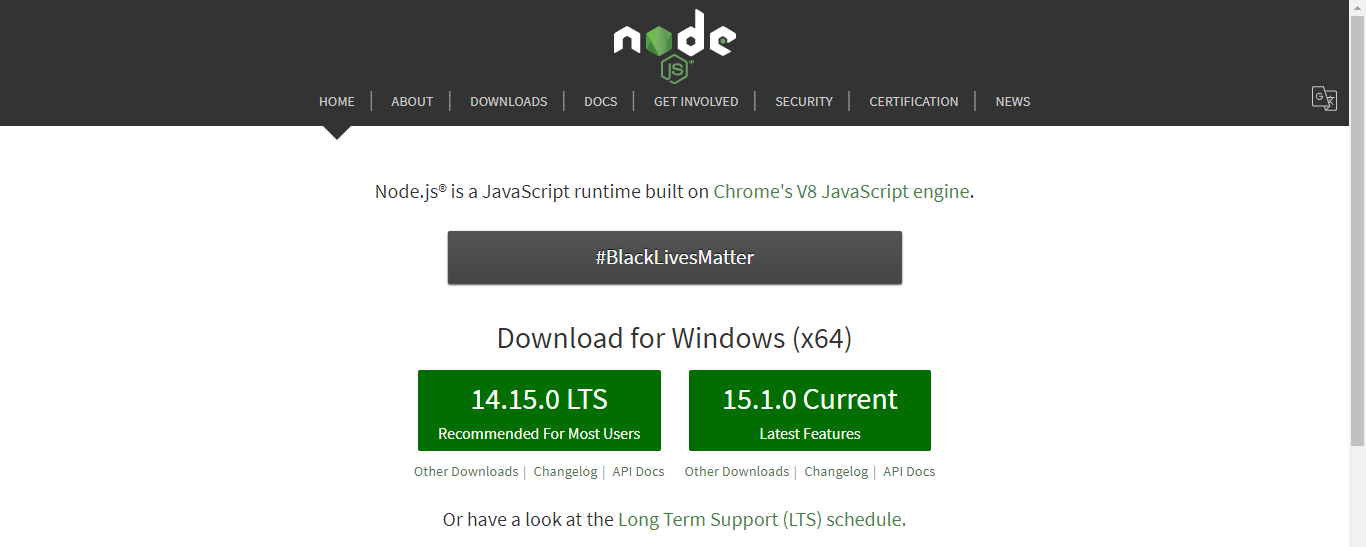 node
JS
HOME | ABOUT | DOWNLOADS | DOCS | GET INVOLVED | SECURITY | CERTIFICATION | NEWS
Node.js® is a JavaScript runtime built on Chrome's V8 JavaScript engine.
#BlackLivesMatter
Download for Windows (x64)
14.15.0 LTS 15.1.0 Current
Recommended For Most Users Latest Features
Other Downloads | Changelog | API Docs Other Downloads | Changelog | API Docs
Or have a look at the Long Term Support (LTS) schedule.